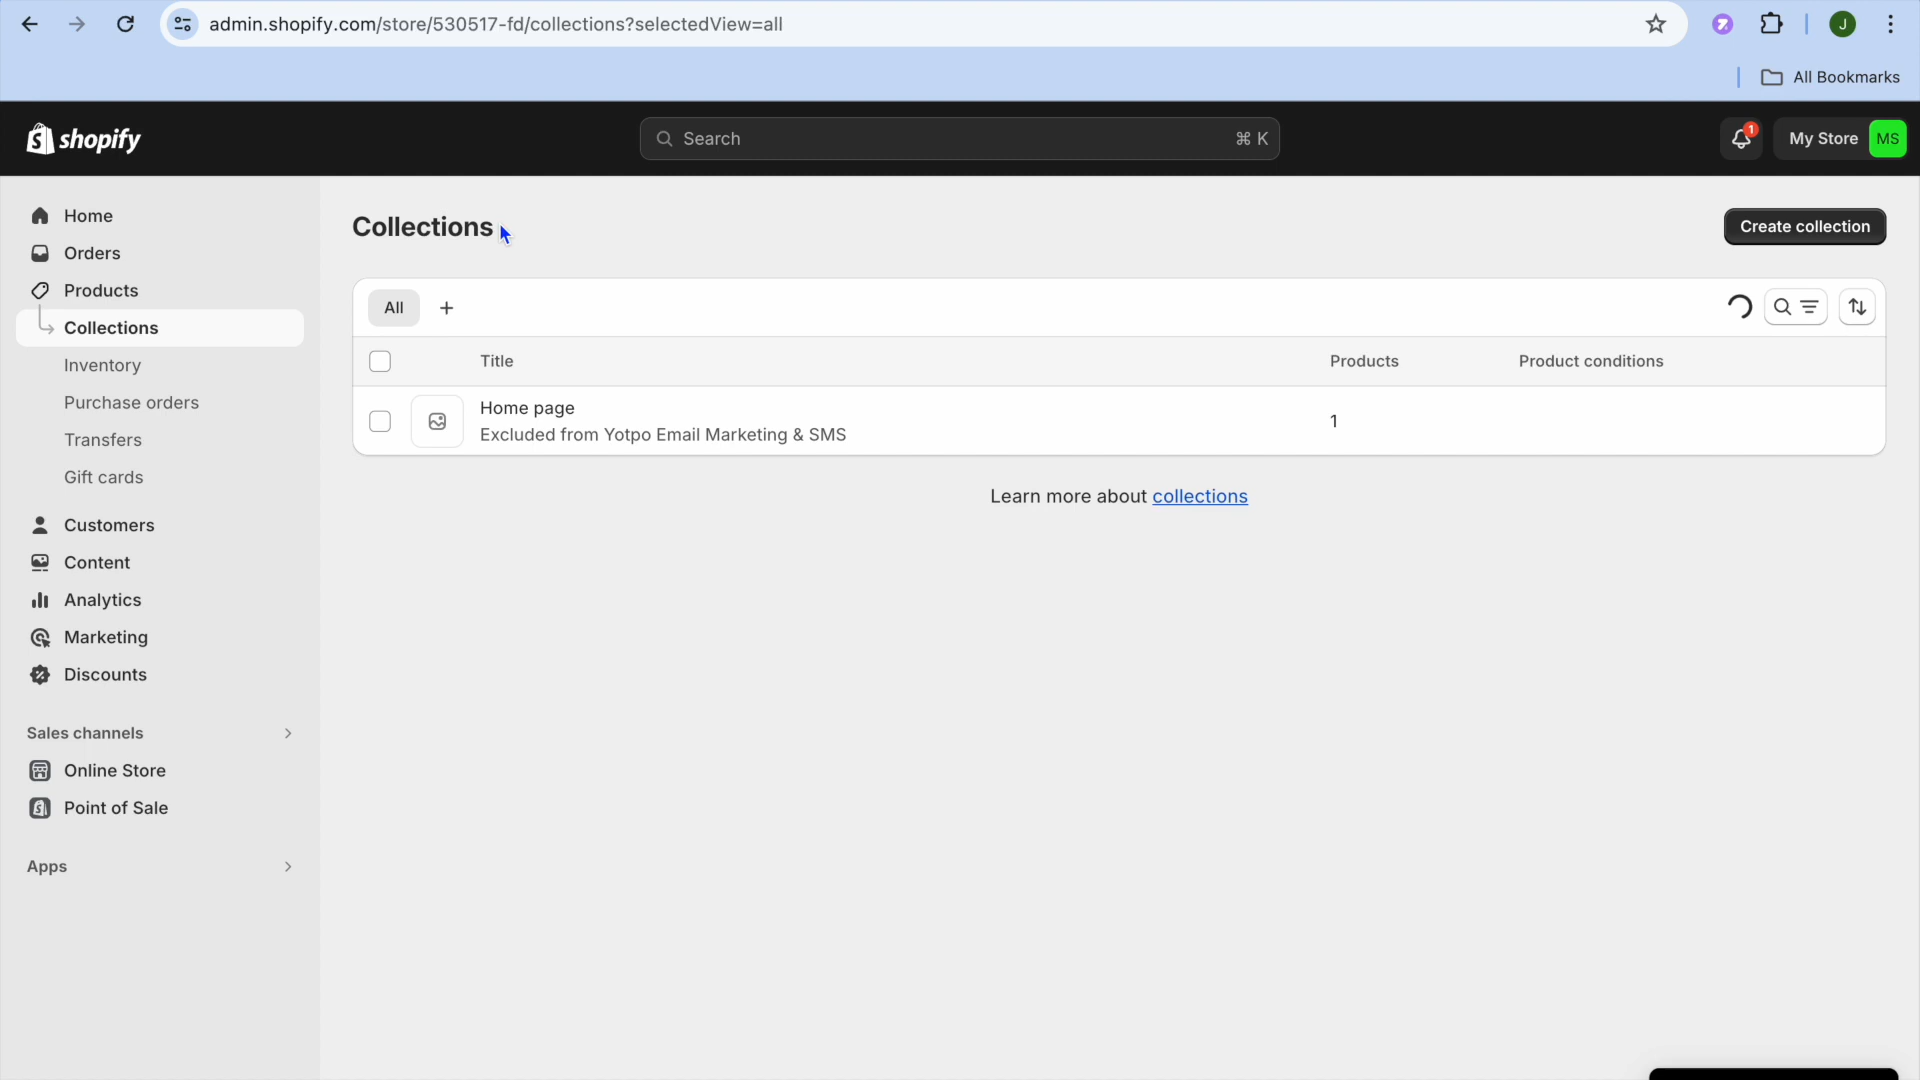 admin.shopify.com/store/530517-fd/collections?selectedView=all
J
All Bookmarks
shopify
Search
⌘ K
1
My Store
MS
Home
Orders
Products
Collections
Inventory
Purchase orders
Transfers
Gift cards
Customers
Content
Analytics
Marketing
Discounts
Sales channels
Online Store
Point of Sale
Apps
Collections
Create collection
All
Title Products Product conditions
Home page
Excluded from Yotpo Email Marketing & SMS
1
Learn more about collections